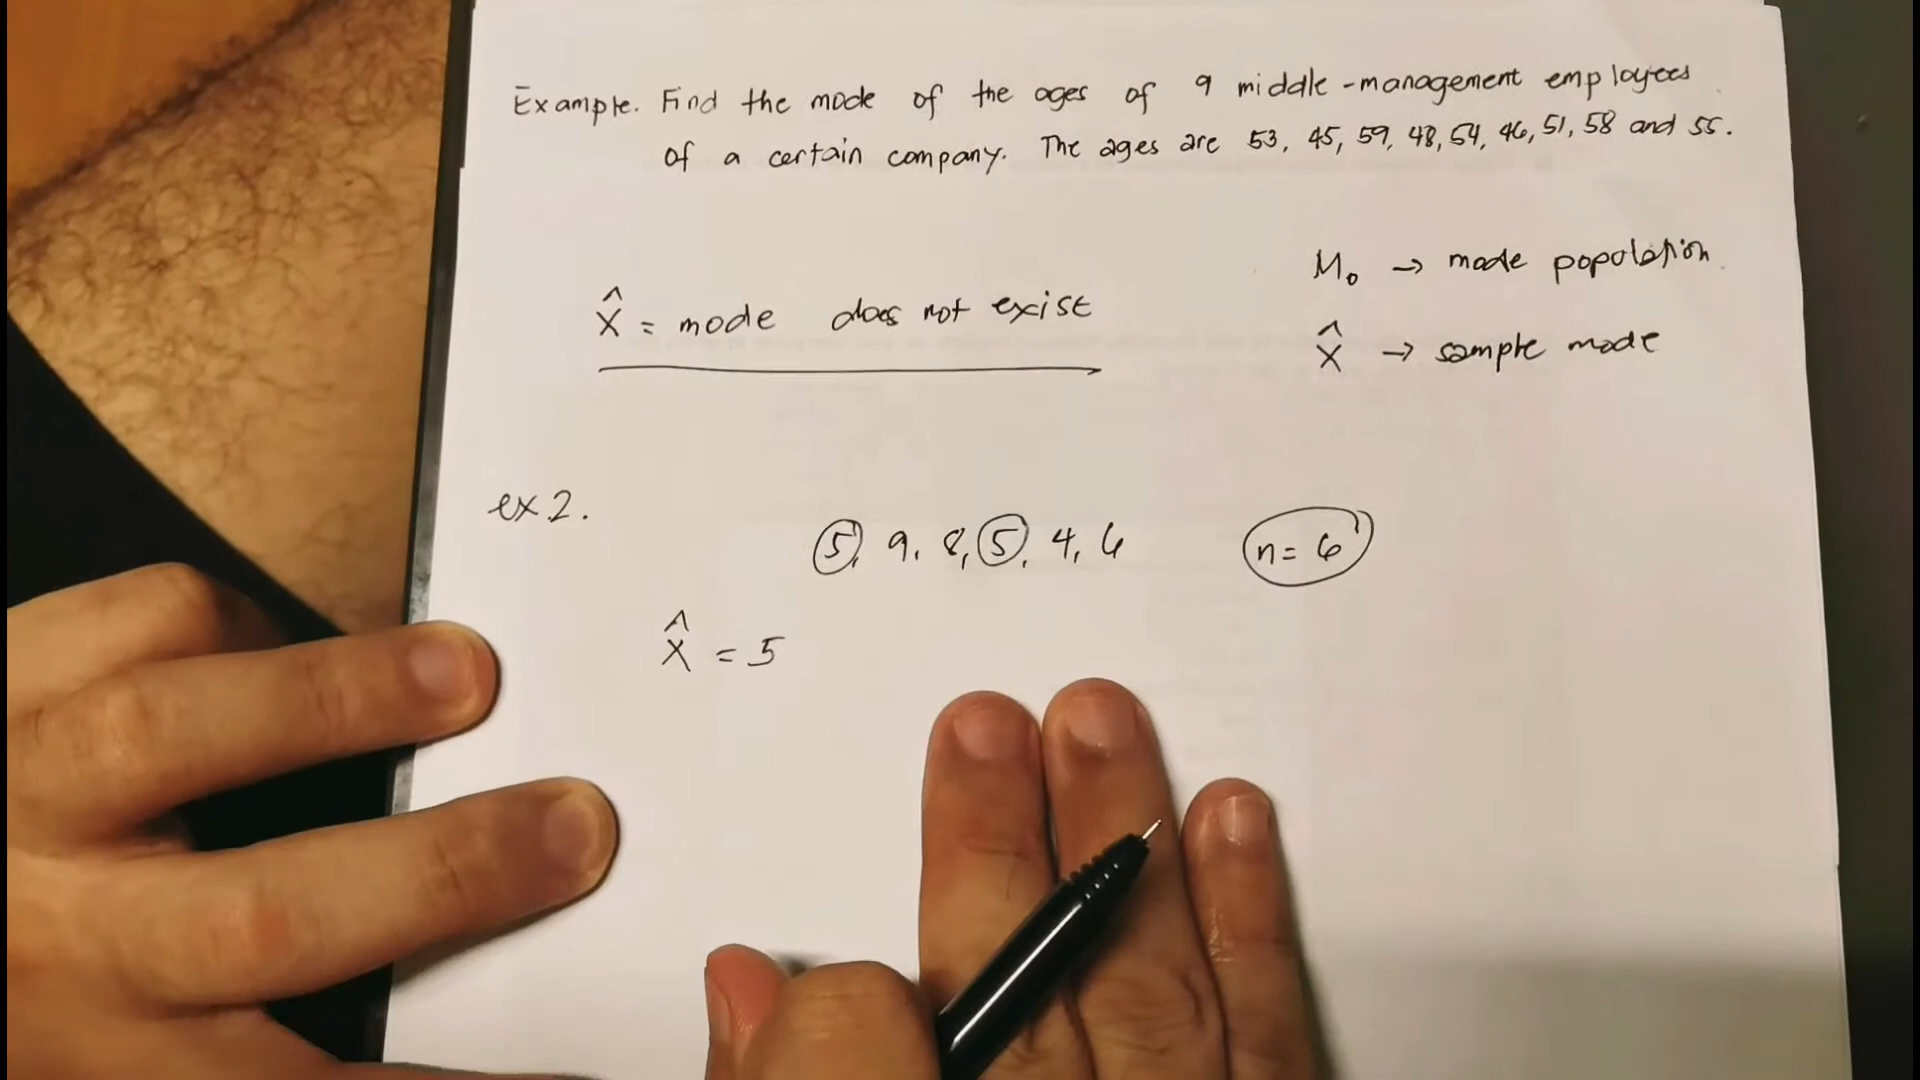 Example. Find the mode of the ages of 9 middle-management employees
of a certain company. The ages are 53, 45, 59, 48, 54, 46, 51, 58 and 55.
M₀ → mode population
X̂ = mode does not exist
X̂ → sample mode
ex 2.
5, 9, 8, 5, 4, 6 n = 6
X̂ = 5